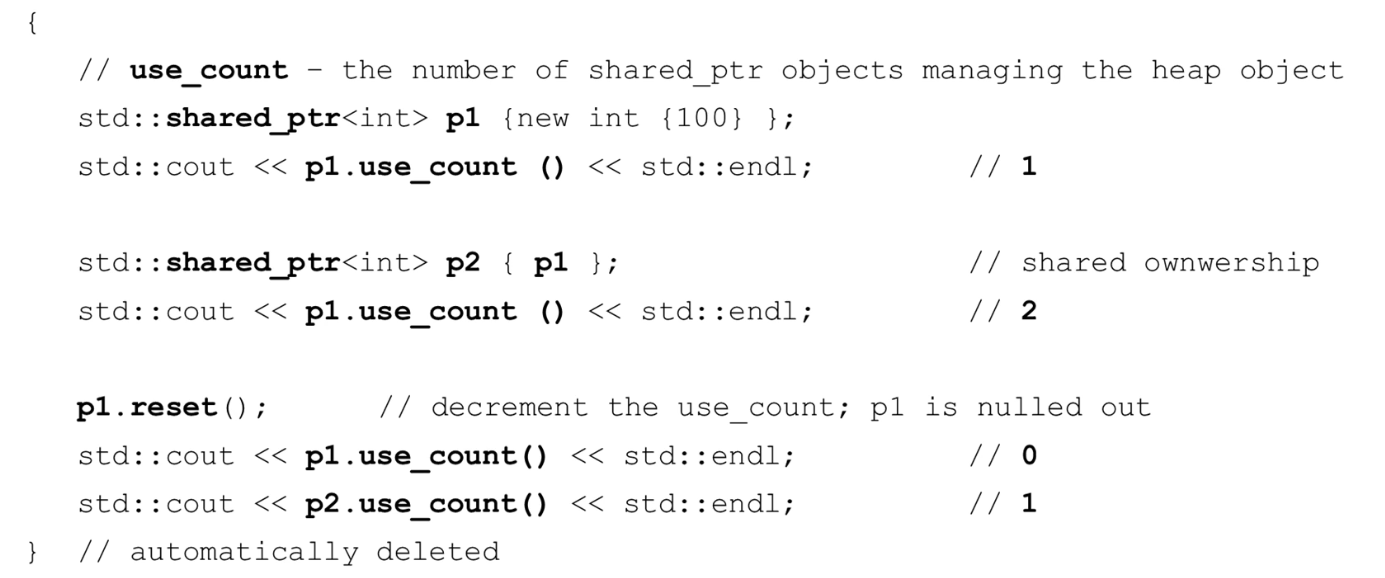 {
// use_count – the number of shared_ptr objects managing the heap object
std::shared_ptr<int> p1 {new int {100} };
std::cout << p1.use_count () << std::endl; // 1
std::shared_ptr<int> p2 { p1 }; // shared ownwership
std::cout << p1.use_count () << std::endl; // 2
p1.reset(); // decrement the use_count; p1 is nulled out
std::cout << p1.use_count() << std::endl; // 0
std::cout << p2.use_count() << std::endl; // 1
} // automatically deleted